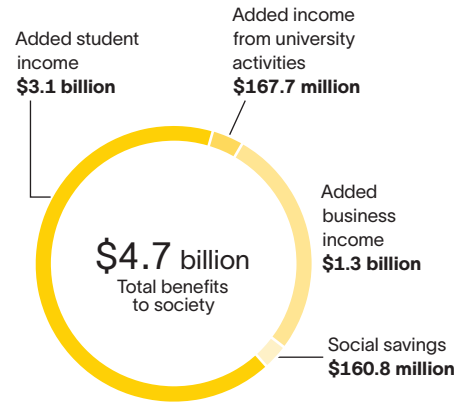 Added student
income
$3.1 billion
Added income
from university
activities
$167.7 million
Added
business
income
$1.3 billion
$4.7 billion
Total benefits
to society
Social savings
$160.8 million